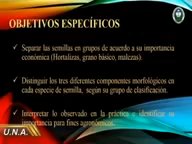 OBJETIVOS ESPECÍFICOS
✓ Separar las semillas en grupos de acuerdo a su importancia
económica (Hortalizas, grano básico, malezas).
✓ Distinguir los tres diferentes componentes morfológicos en
cada especie de semilla, según su grupo de clasificación.
✓ Interpretar lo observado en la práctica e identificar su
importancia para fines agronómicos.
U.N.A.